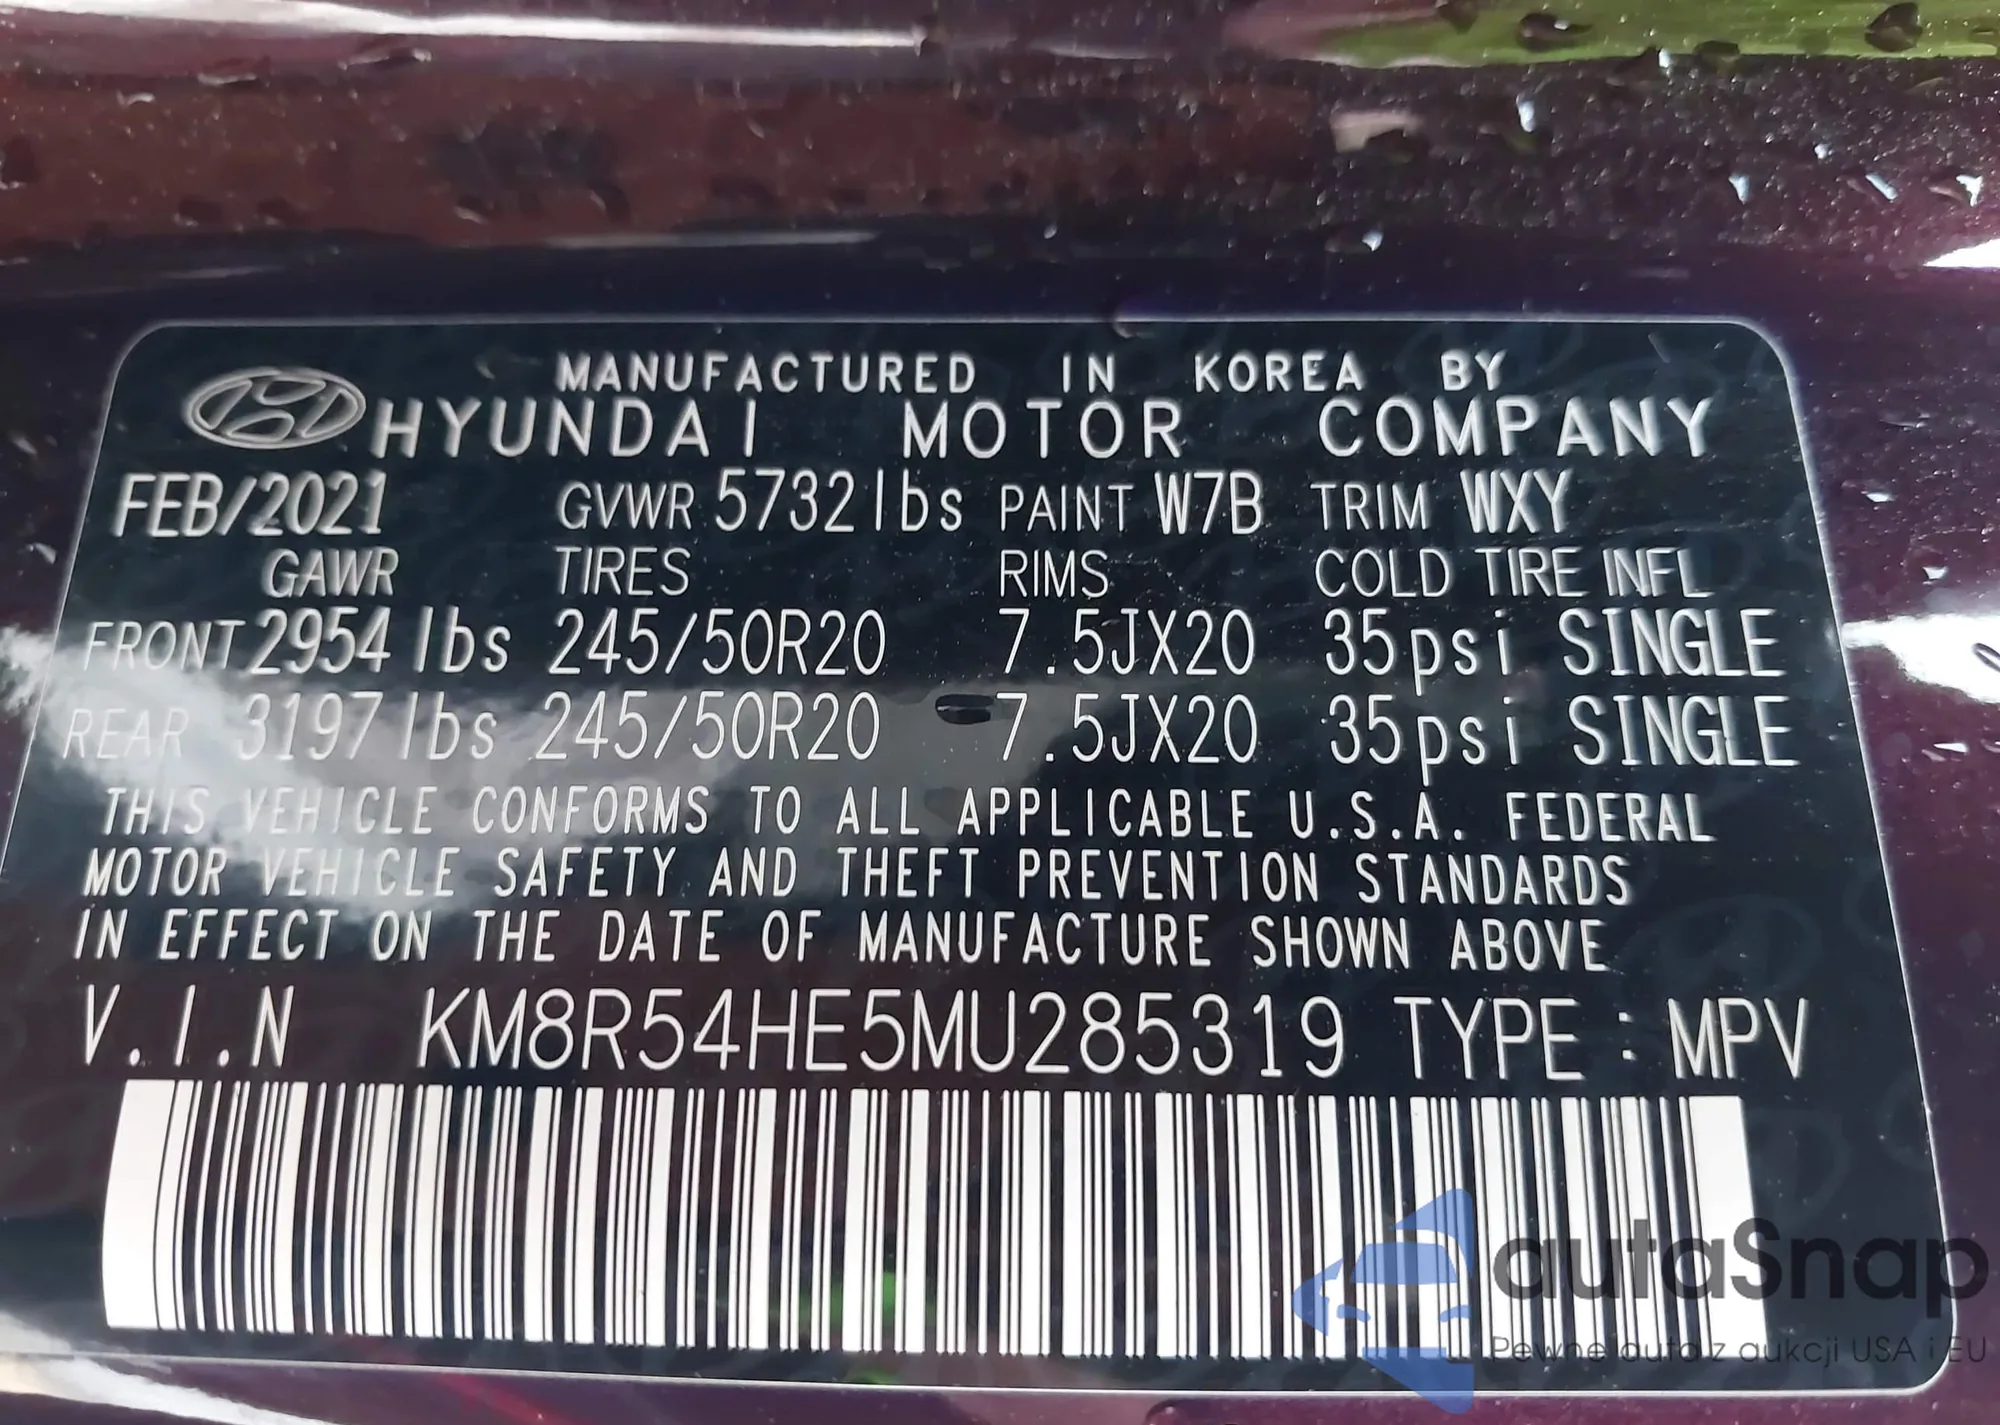 MANUFACTURED IN KOREA BY
HYUNDAI MOTOR COMPANY
FEB/2021 GVWR 5732lbs PAINT W7B TRIM WXY
GAWR TIRES RIMS COLD TIRE INFL
FRONT 2954 lbs 245/50R20 7.5JX20 35psi SINGLE
REAR 3197 lbs 245/50R20 7.5JX20 35psi SINGLE
THIS VEHICLE CONFORMS TO ALL APPLICABLE U.S.A. FEDERAL
MOTOR VEHICLE SAFETY AND THEFT PREVENTION STANDARDS
IN EFFECT ON THE DATE OF MANUFACTURE SHOWN ABOVE
V.I.N KM8R54HE5MU285319 TYPE : MPV
autaSnap
Pewne auta z aukcji USA i EU